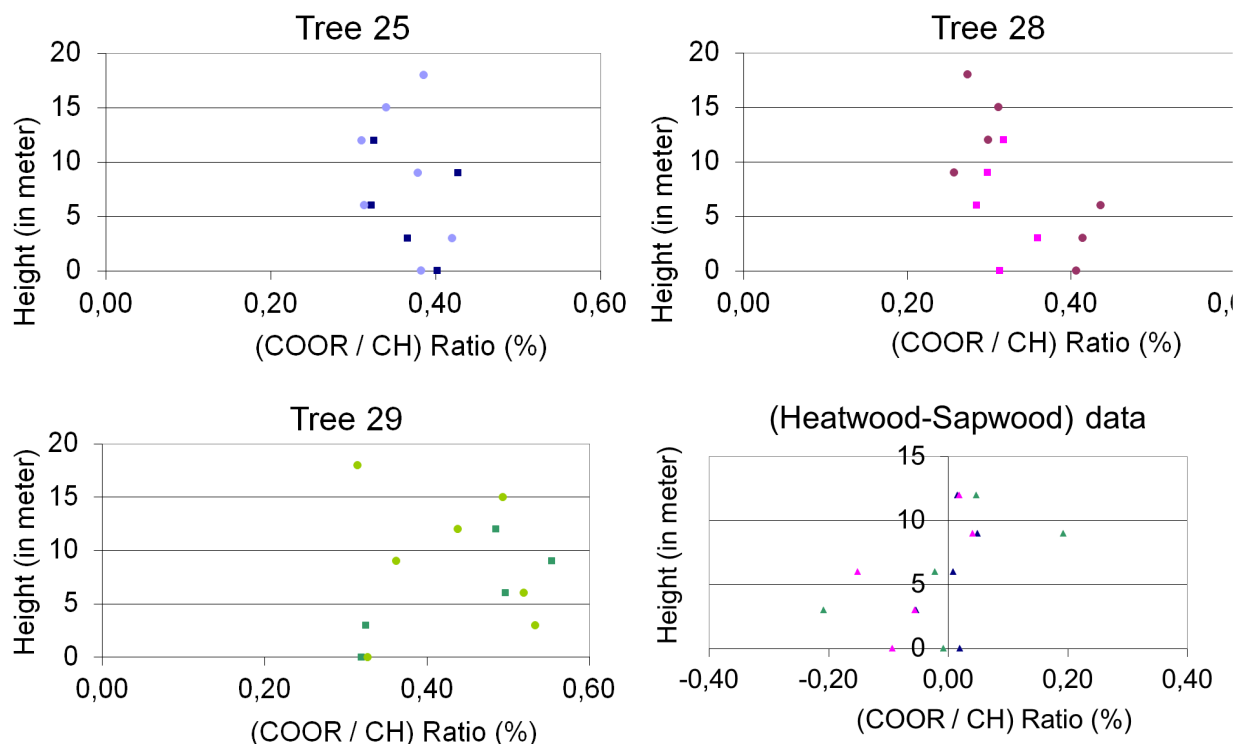 Tree 25
20
15
10
5
0
Height (in meter)
0,00 0,20 0,40 0,60
(COOR / CH) Ratio (%)
Tree 28
20
15
10
5
0
Height (in meter)
0,00 0,20 0,40
(COOR / CH) Ratio (%)
Tree 29
20
15
10
5
0
Height (in meter)
0,00 0,20 0,40 0,60
(COOR / CH) Ratio (%)
(Heatwood-Sapwood) data
15
10
5
0
Height (in meter)
-0,40 -0,20 0,00 0,20 0,40
(COOR / CH) Ratio (%)